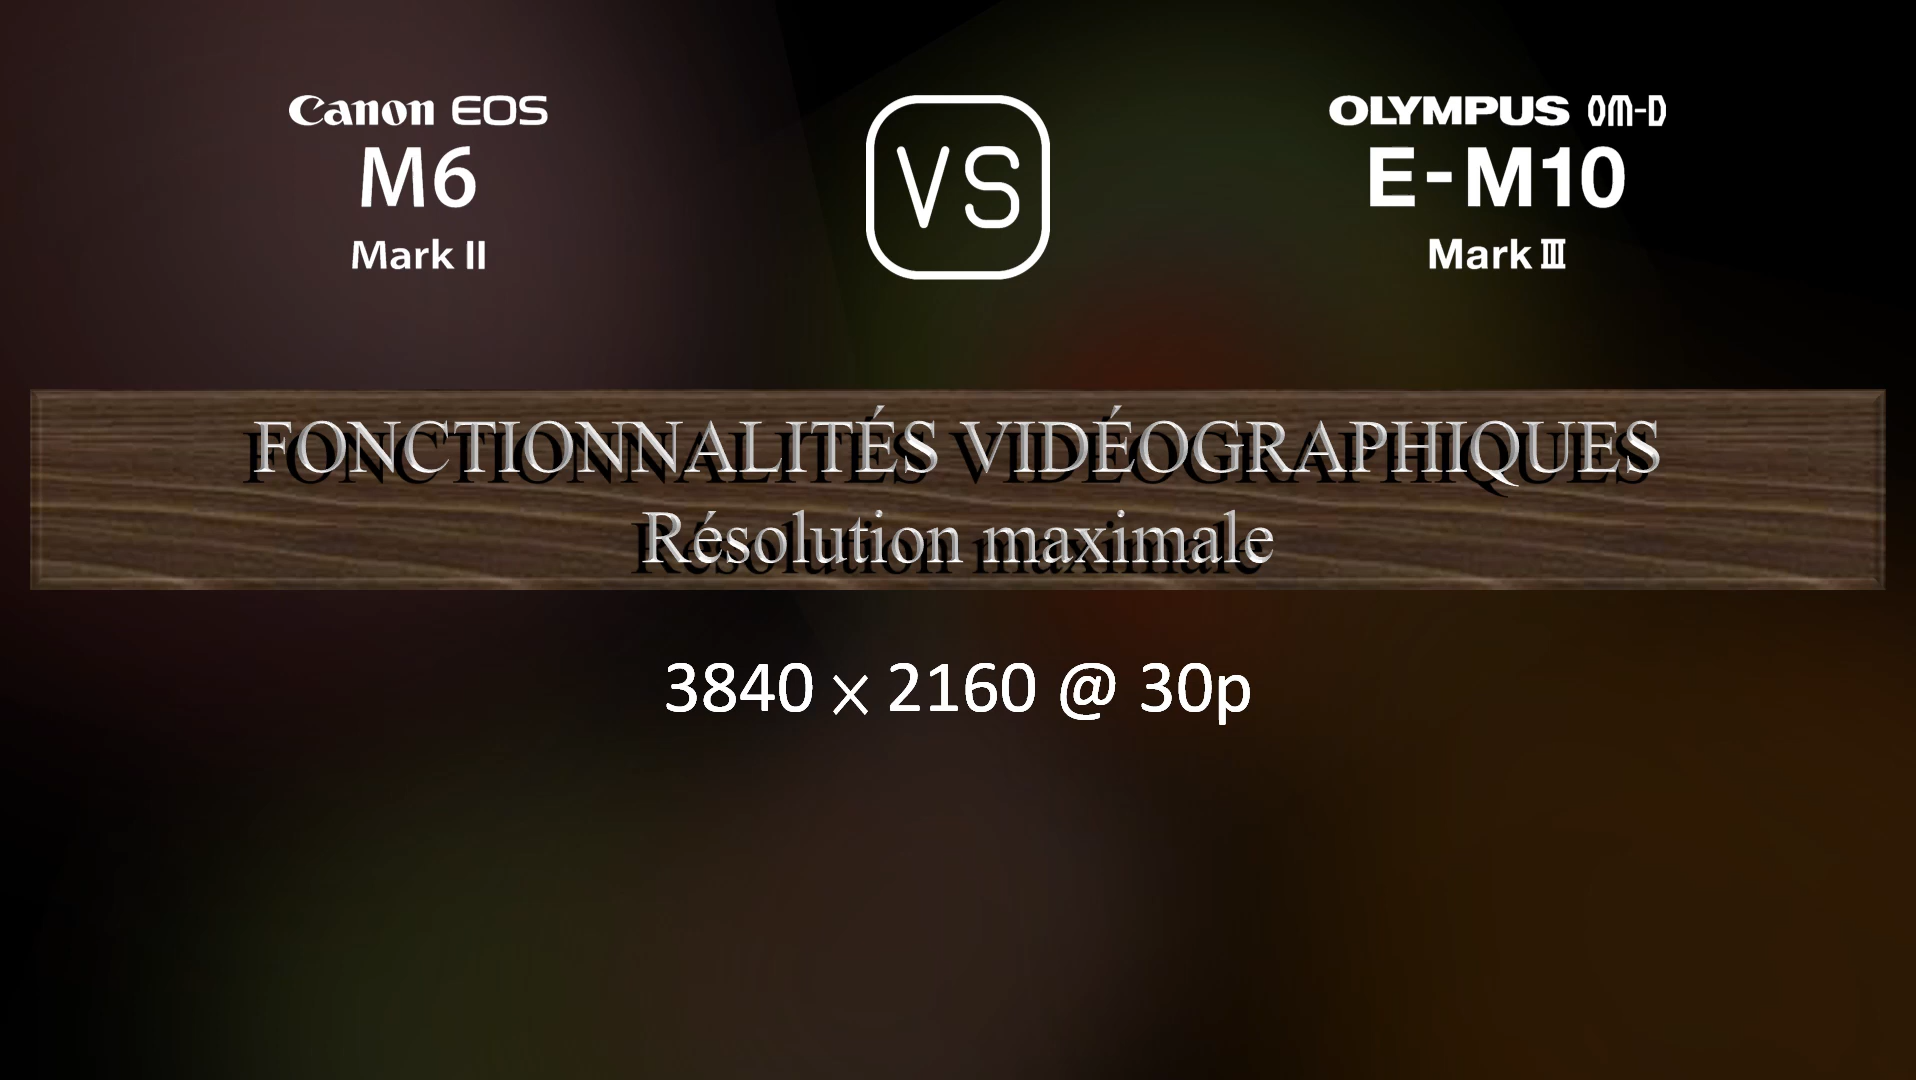 Canon EOS
M6
Mark II
VS
OLYMPUS OM-D
E-M10
Mark III
FONCTIONNALITÉS VIDÉOGRAPHIQUES
Résolution maximale
3840 x 2160 @ 30p